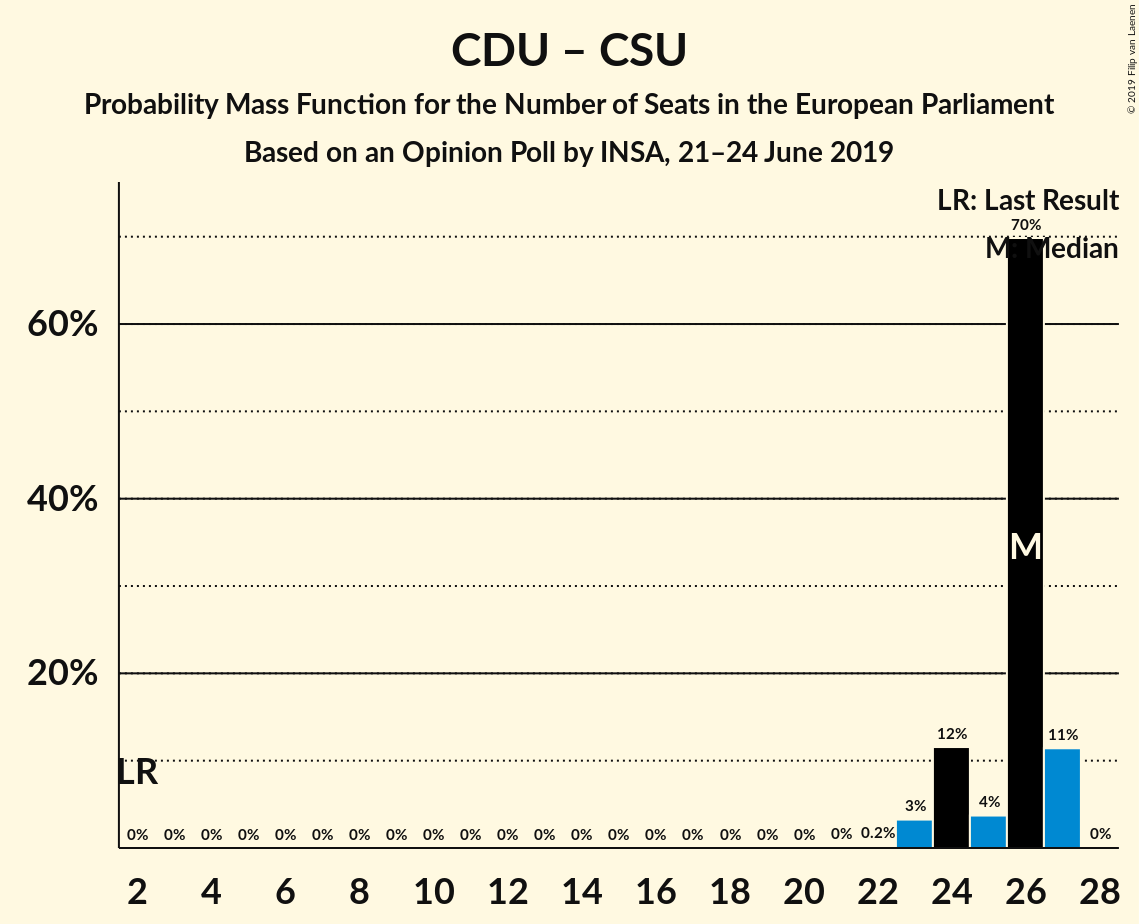 CDU – CSU
Probability Mass Function for the Number of Seats in the European Parliament
Based on an Opinion Poll by INSA, 21–24 June 2019
© 2019 Filip van Laenen
LR: Last Result
70%
M: Median
60%
40%
M
20%
12%
11%
LR
3%
4%
0% 0% 0% 0% 0% 0% 0% 0% 0% 0% 0% 0% 0% 0% 0% 0% 0% 0% 0% 0% 0.2% 0%
2 4 6 8 10 12 14 16 18 20 22 24 26 28